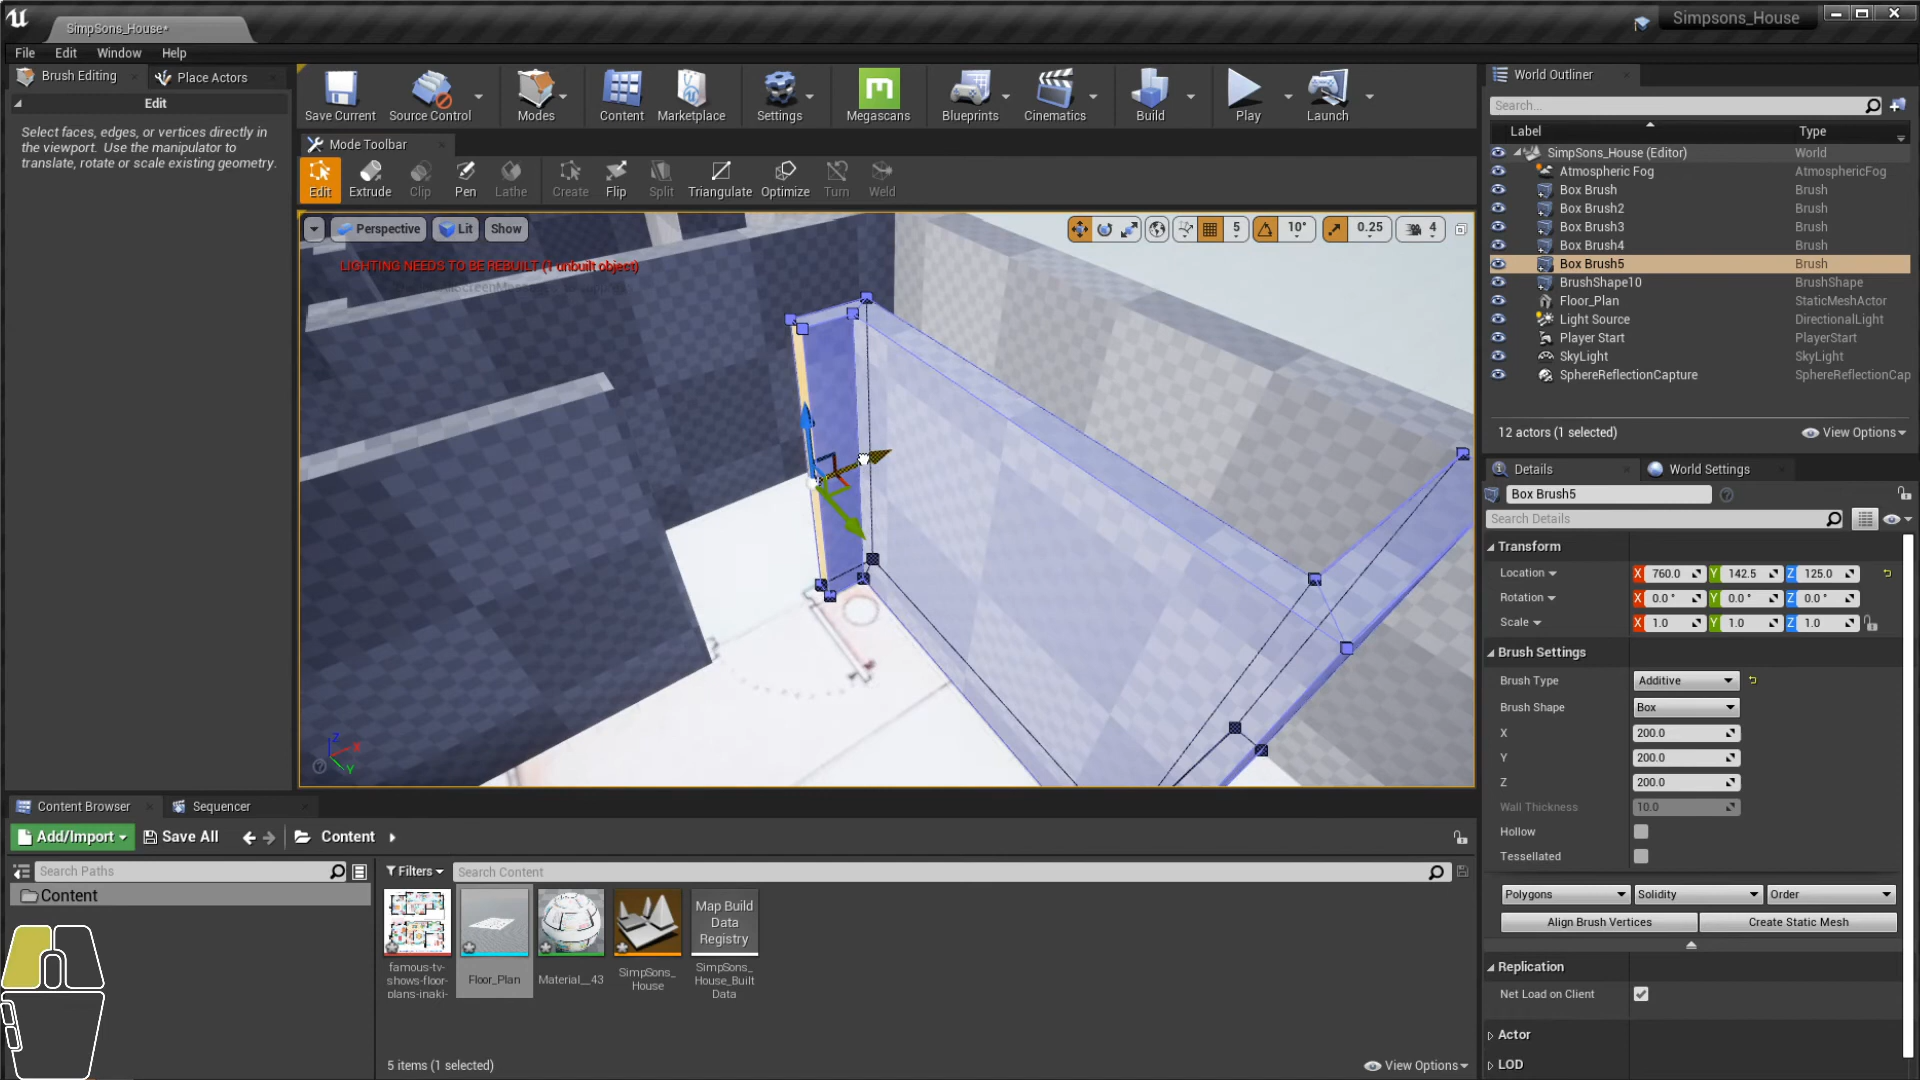 SimpSons_House*
Simpsons_House
File
Edit
Window
Help
Brush Editing
Place Actors
Edit
Select faces, edges, or vertices directly in
the viewport. Use the manipulator to
translate, rotate or scale existing geometry.
Save Current
Source Control
Modes
Content
Marketplace
Settings
Megascans
Blueprints
Cinematics
Build
Play
Launch
Mode Toolbar
Edit
Extrude
Clip
Pen
Lathe
Create
Flip
Split
Triangulate
Optimize
Turn
Weld
Perspective
Lit
Show
5
10°
0.25
4
LIGHTING NEEDS TO BE REBUILT (1 unbuilt object)
Z
X
Y
World Outliner
Search...
Label
Type
SimpSons_House (Editor)
World
Atmospheric Fog
AtmosphericFog
Box Brush
Brush
Box Brush2
Brush
Box Brush3
Brush
Box Brush4
Brush
Box Brush5
Brush
BrushShape10
BrushShape
Floor_Plan
StaticMeshActor
Light Source
DirectionalLight
Player Start
PlayerStart
SkyLight
SkyLight
SphereReflectionCapture
SphereReflectionCap
12 actors (1 selected)
View Options
Details
World Settings
Box Brush5
Search Details
Transform
Location
X 760.0
Y 142.5
Z 125.0
Rotation
X 0.0 °
Y 0.0 °
Z 0.0 °
Scale
X 1.0
Y 1.0
Z 1.0
Brush Settings
Brush Type
Additive
Brush Shape
Box
X
200.0
Y
200.0
Z
200.0
Wall Thickness
10.0
Hollow
Tessellated
Polygons
Solidity
Order
Align Brush Vertices
Create Static Mesh
Replication
Net Load on Client
Actor
LOD
Content Browser
Sequencer
Add/Import
Save All
Content
Search Paths
Filters
Search Content
Content
famous-tv-
shows-floor-
plans-inaki-
Floor_Plan
Material__43
SimpSons_
House
Map Build
Data
Registry
SimpSons_
House_Built
Data
5 items (1 selected)
View Options